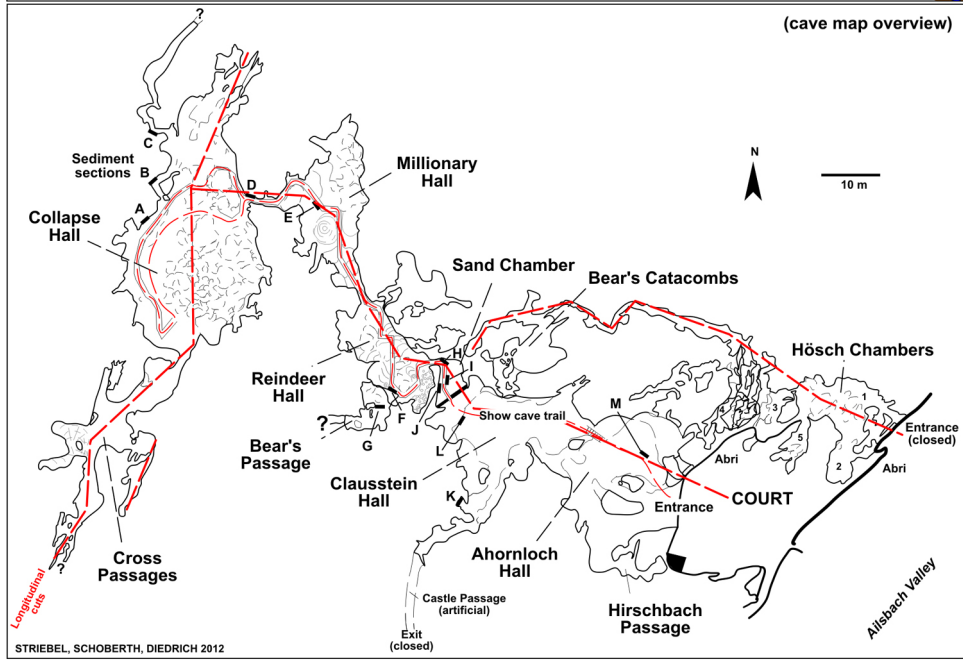 ?
(cave map overview)
C
Sediment
sections
B
A
D
E
Millionary
Hall
N
10 m
Collapse
Hall
Sand Chamber
Bear's Catacombs
Hösch Chambers
H
I
Reindeer
Hall
1
3
4
Show cave trail
M
Entrance
(closed)
?
F
G
J
L
5
2
Bear's
Passage
Abri
Abri
Clausstein
Hall
K
COURT
Entrance
Cross
Passages
?
Ahornloch
Hall
Longitudinal
cuts
Castle Passage
(artificial)
Hirschbach
Passage
Ailsbach Valley
Exit
(closed)
STRIEBEL, SCHOBERTH, DIEDRICH 2012